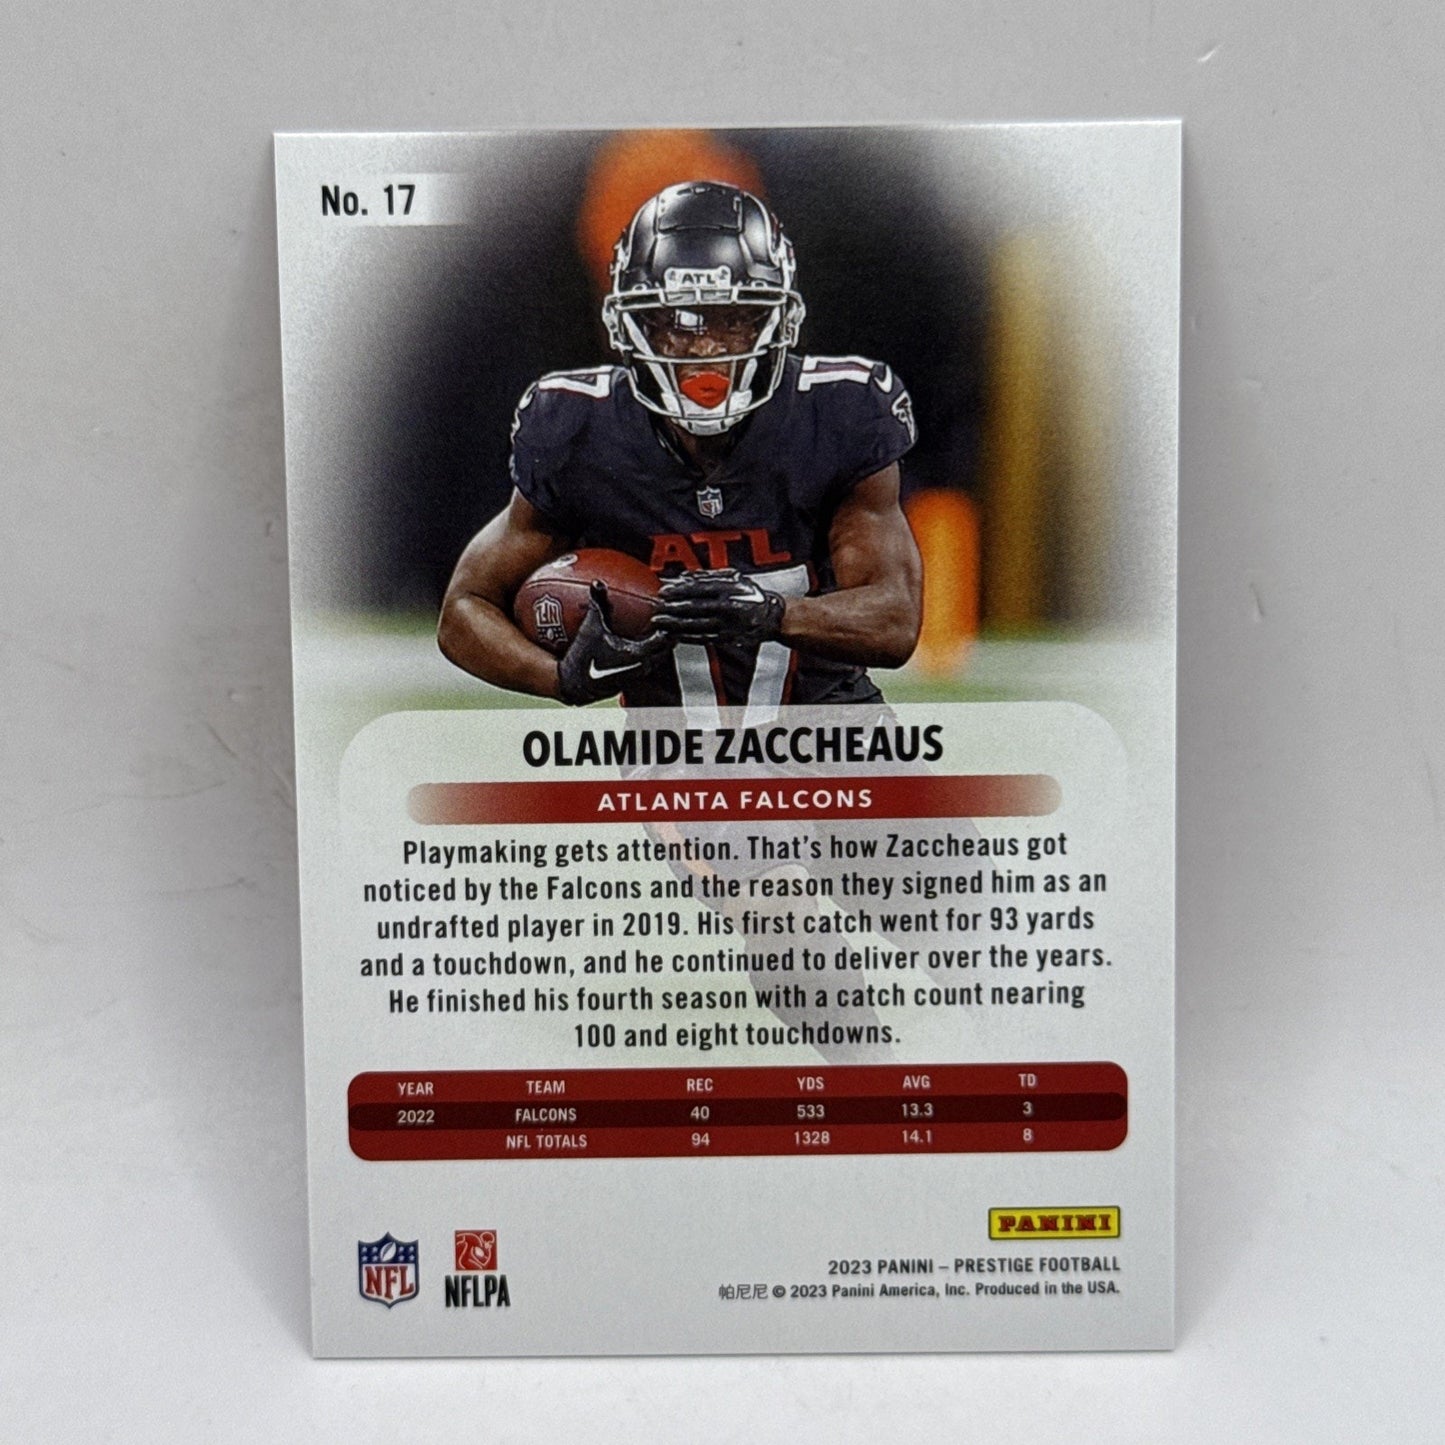 No. 17
ATL
17
17
NFL
ATL
17
OLAMIDE ZACCHEAUS
ATLANTA FALCONS
Playmaking gets attention. That's how Zaccheaus got
noticed by the Falcons and the reason they signed him as an
undrafted player in 2019. His first catch went for 93 yards
and a touchdown, and he continued to deliver over the years.
He finished his fourth season with a catch count nearing
100 and eight touchdowns.
YEAR TEAM REC YDS AVG TD
2022 FALCONS 40 533 13.3 3
NFL TOTALS 94 1328 14.1 8
PANINI
NFL
NFLPA
2023 PANINI – PRESTIGE FOOTBALL
帕尼尼 © 2023 Panini America, Inc. Produced in the USA.